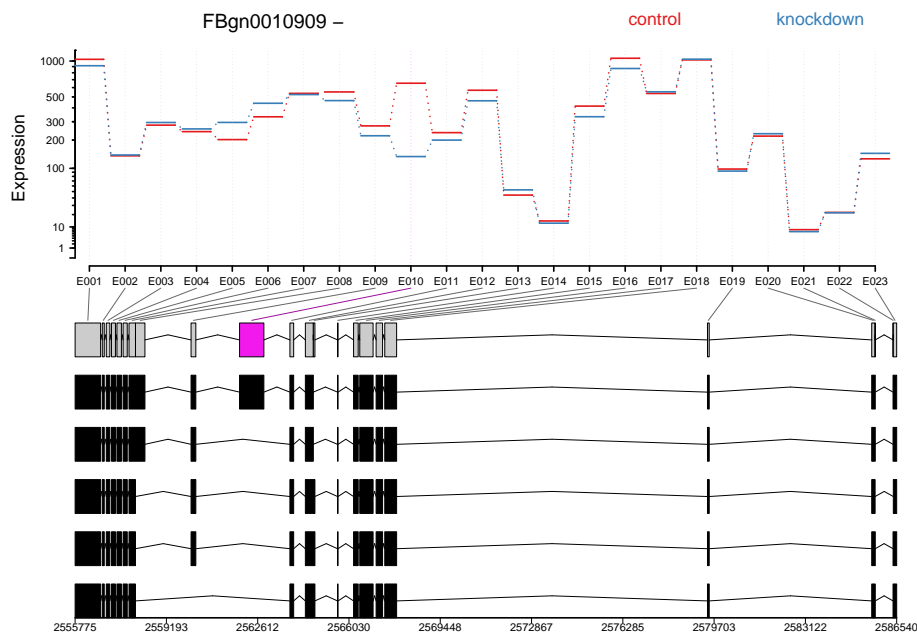 FBgn0010909 − control knockdown
Expression
1000
500
300
200
100
10
1
E001 E002 E003 E004 E005 E006 E007 E008 E009 E010 E011 E012 E013 E014 E015 E016 E017 E018 E019 E020 E021 E022 E023
2555775 2559193 2562612 2566030 2569448 2572867 2576285 2579703 2583122 2586540